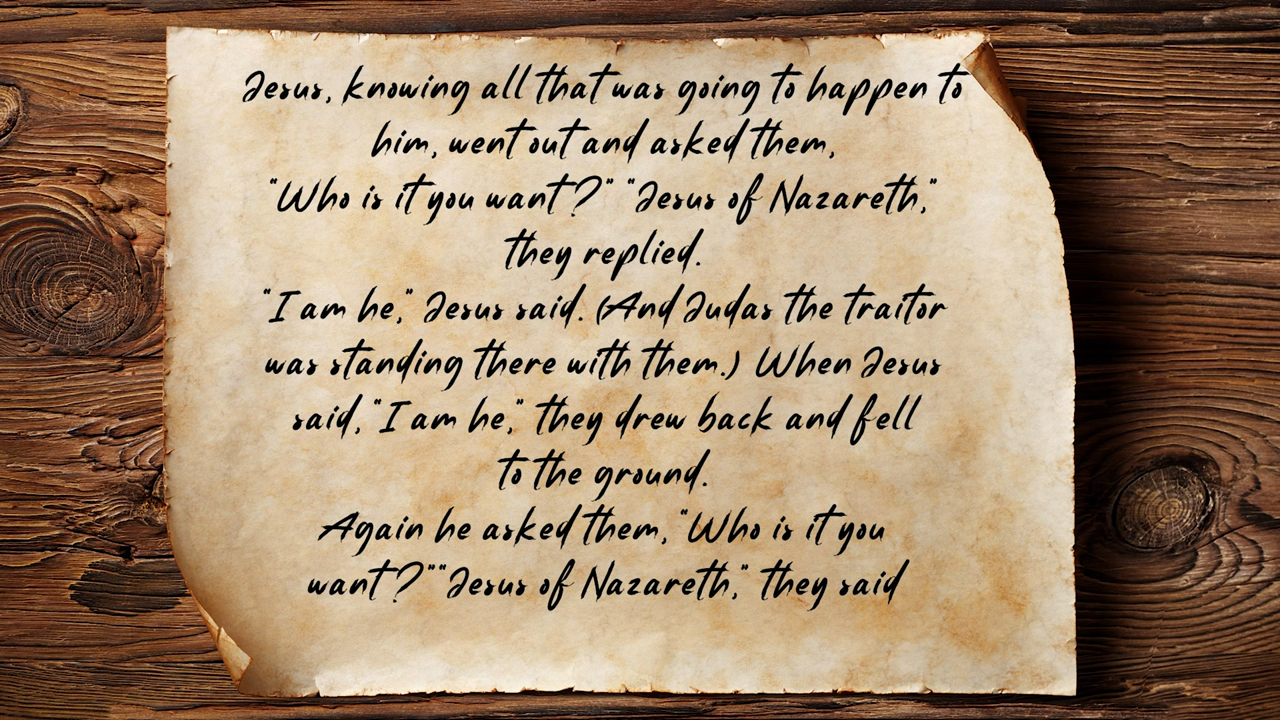 Jesus, knowing all that was going to happen to
him, went out and asked them,
"Who is it you want?" "Jesus of Nazareth,"
they replied.
"I am he," Jesus said. (And Judas the traitor
was standing there with them.) When Jesus
said, "I am he," they drew back and fell
to the ground.
Again he asked them, "Who is it you
want?""Jesus of Nazareth," they said